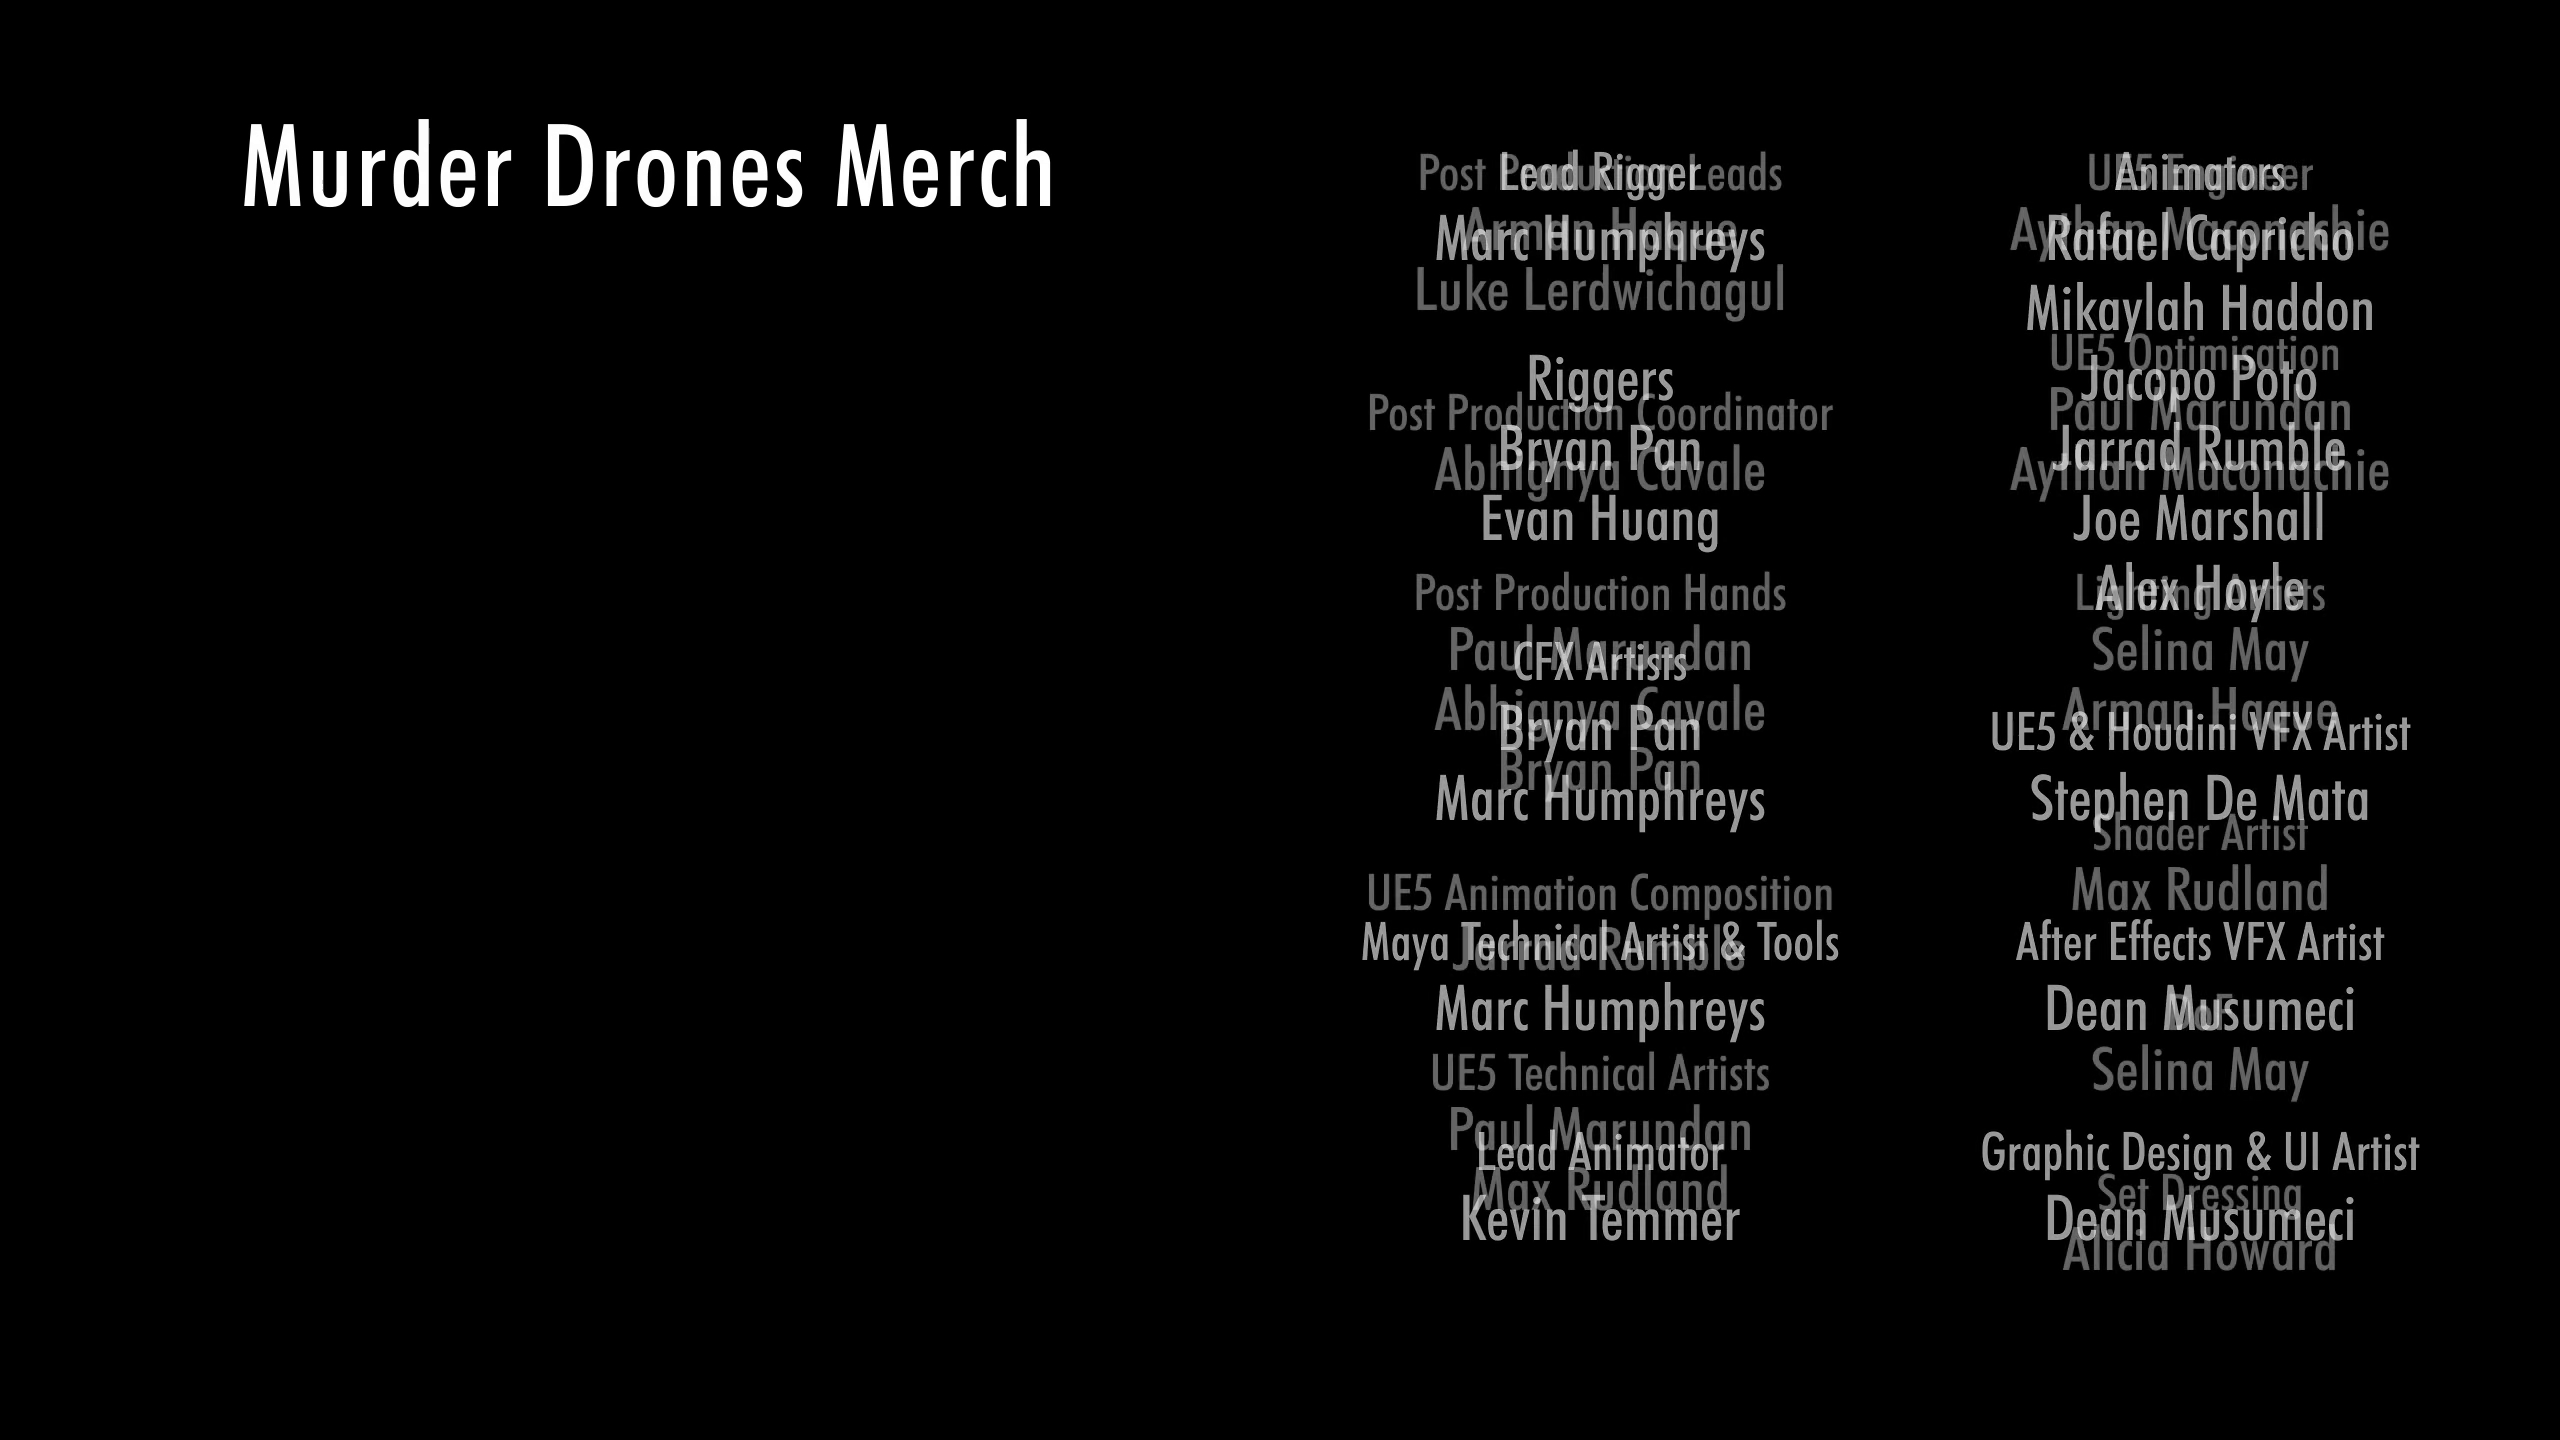 Murder Drones Merch
Lead Rigger
Marc Humphreys
Riggers
Bryan Pan
Evan Huang
CFX Artists
Bryan Pan
Marc Humphreys
Maya Technical Artist & Tools
Marc Humphreys
Lead Animator
Kevin Temmer
Post Production Leads
Arman Haque
Luke Lerdwichagul
Post Production Coordinator
Abhignya Cavale
Post Production Hands
Paul Marundan
Abhignya Cavale
Bryan Pan
UE5 Animation Composition
Jarrad Rumble
UE5 Technical Artists
Paul Marundan
Max Rudland
Animators
Rafael Capricho
Mikaylah Haddon
Jacopo Poto
Jarrad Rumble
Joe Marshall
Alex Hoyle
UE5 & Houdini VFX Artist
Stephen De Mata
After Effects VFX Artist
Dean Musumeci
Graphic Design & UI Artist
Dean Musumeci
UE5 Engineer
Aythan Maconachie
UE5 Optimisation
Paul Marundan
Aythan Maconachie
Lighting Artists
Selina May
Arman Haque
Shader Artist
Max Rudland
DoF
Selina May
Set Dressing
Alicia Howard